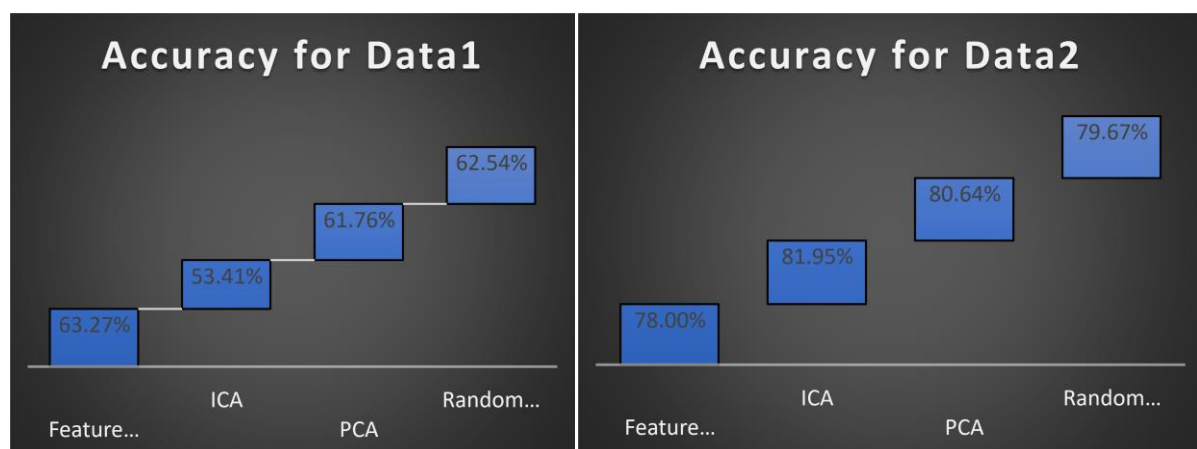 Accuracy for Data1
62.54%
61.76%
53.41%
63.27%
ICA
Random...
Feature...
PCA
Accuracy for Data2
79.67%
80.64%
81.95%
78.00%
ICA
Random...
Feature...
PCA